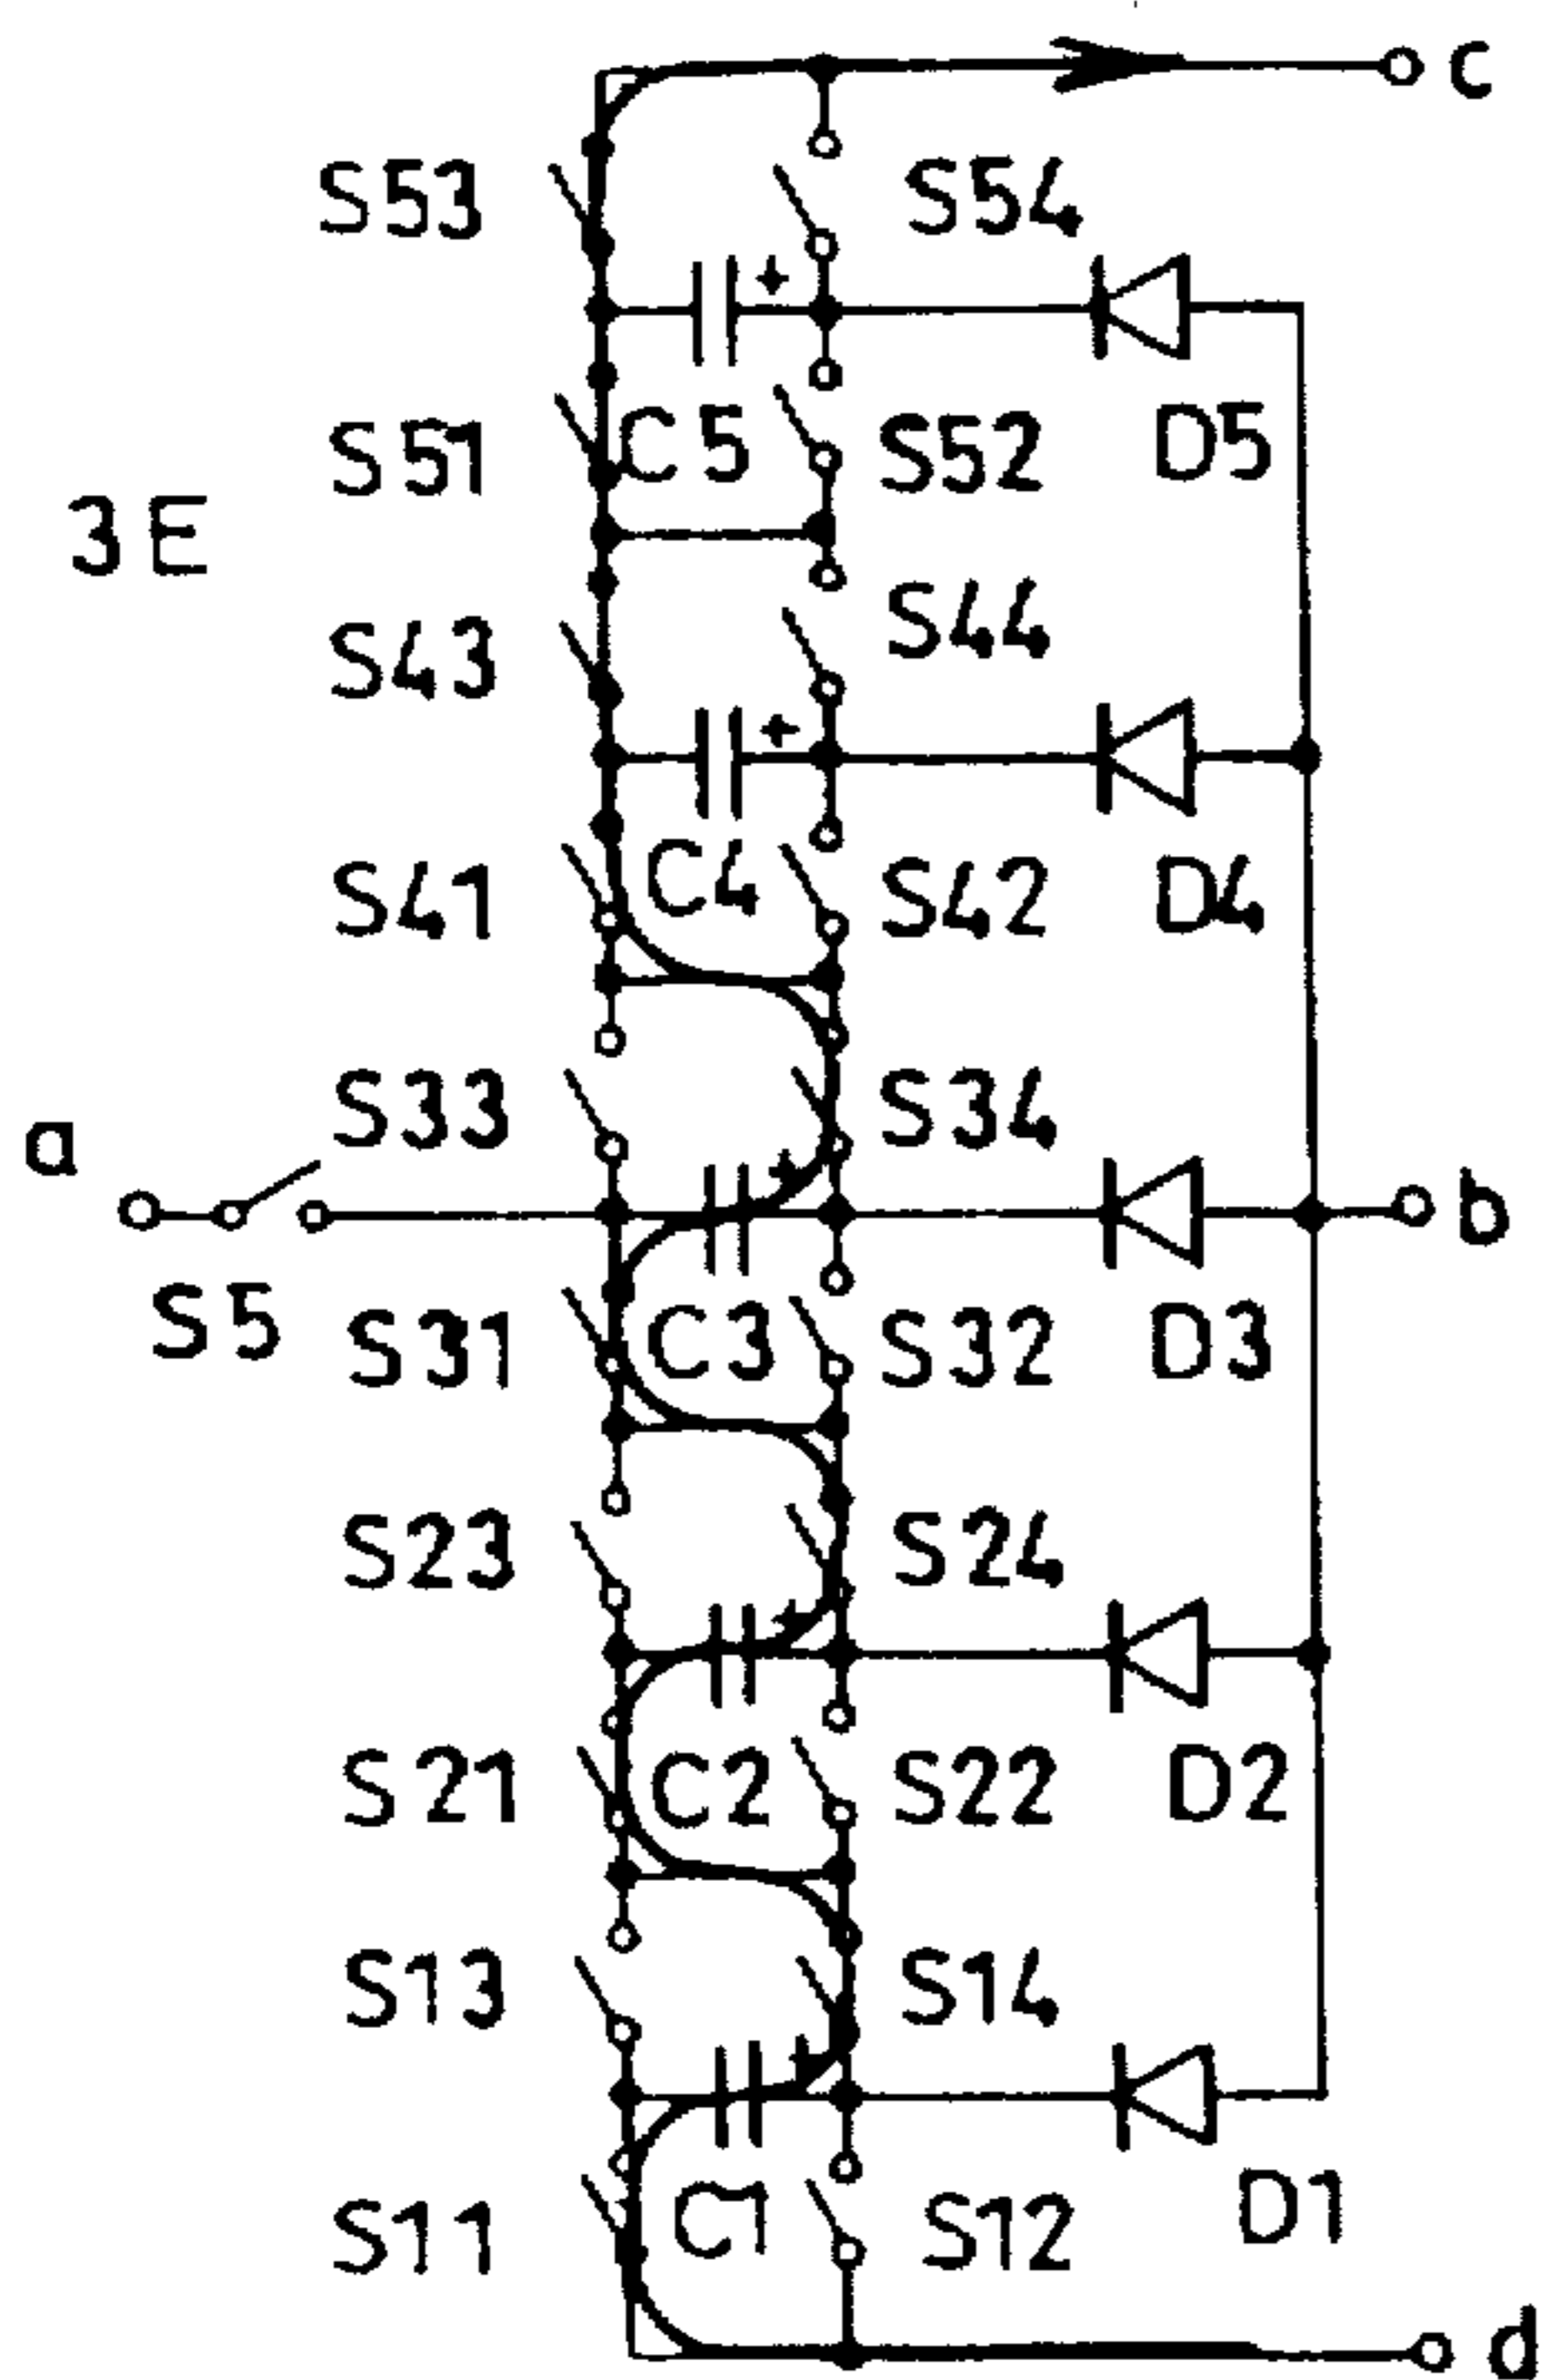 c
S53 S54
S51 C5 S52 D5
3E
S43 S44
S41 C4 S42 D4
S33 S34
a
b
S5 S31 C3 S32 D3
S23 S24
S21 C2 S22 D2
S13 S14
S11 C1 S12 D1
d